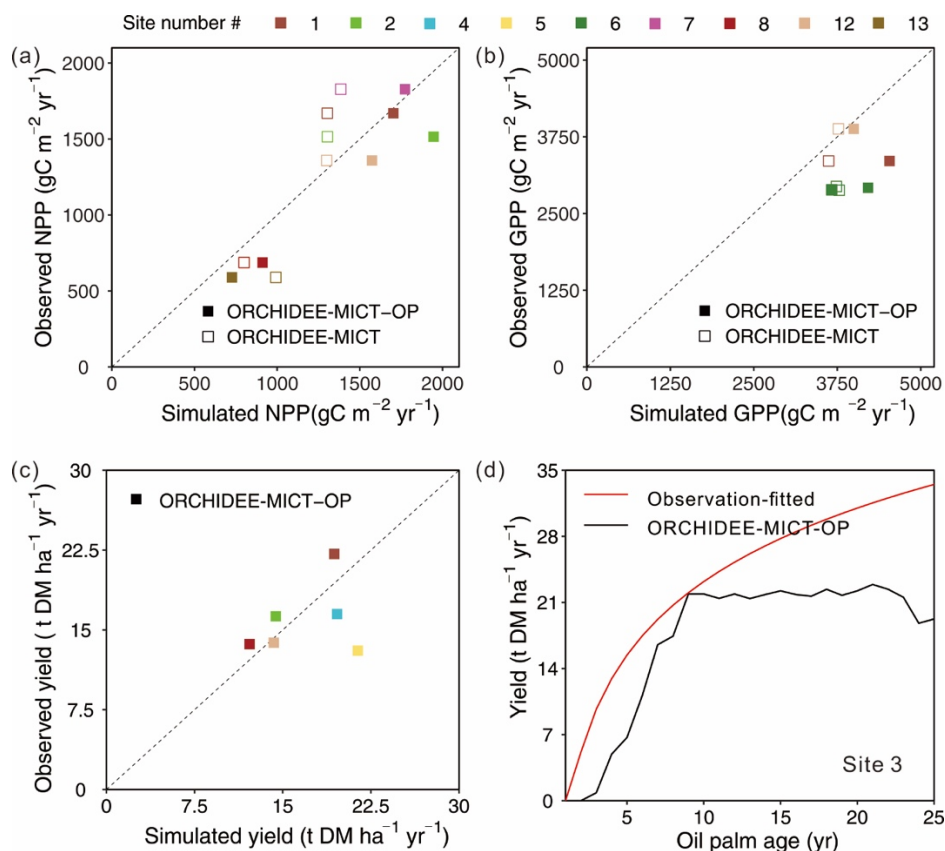 Site number # 1 2 4 5 6 7 8 12 13
(a)
2000
1500
1000
500
0
Observed NPP (gC m⁻² yr⁻¹)
ORCHIDEE-MICT–OP
ORCHIDEE-MICT
0 500 1000 1500 2000
Simulated NPP(gC m⁻² yr⁻¹)
(b)
5000
3750
2500
1250
0
Observed GPP (gC m⁻² yr⁻¹)
ORCHIDEE-MICT–OP
ORCHIDEE-MICT
0 1250 2500 3750 5000
Simulated GPP(gC m⁻² yr⁻¹)
(c)
30
22.5
15
7.5
0
Observed yield ( t DM ha⁻¹ yr⁻¹)
ORCHIDEE-MICT–OP
0 7.5 15 22.5 30
Simulated yield (t DM ha⁻¹ yr⁻¹)
(d)
35
28
21
14
7
0
Yield (t DM ha⁻¹ yr⁻¹)
Observation-fitted
ORCHIDEE-MICT-OP
Site 3
5 10 15 20 25
Oil palm age (yr)